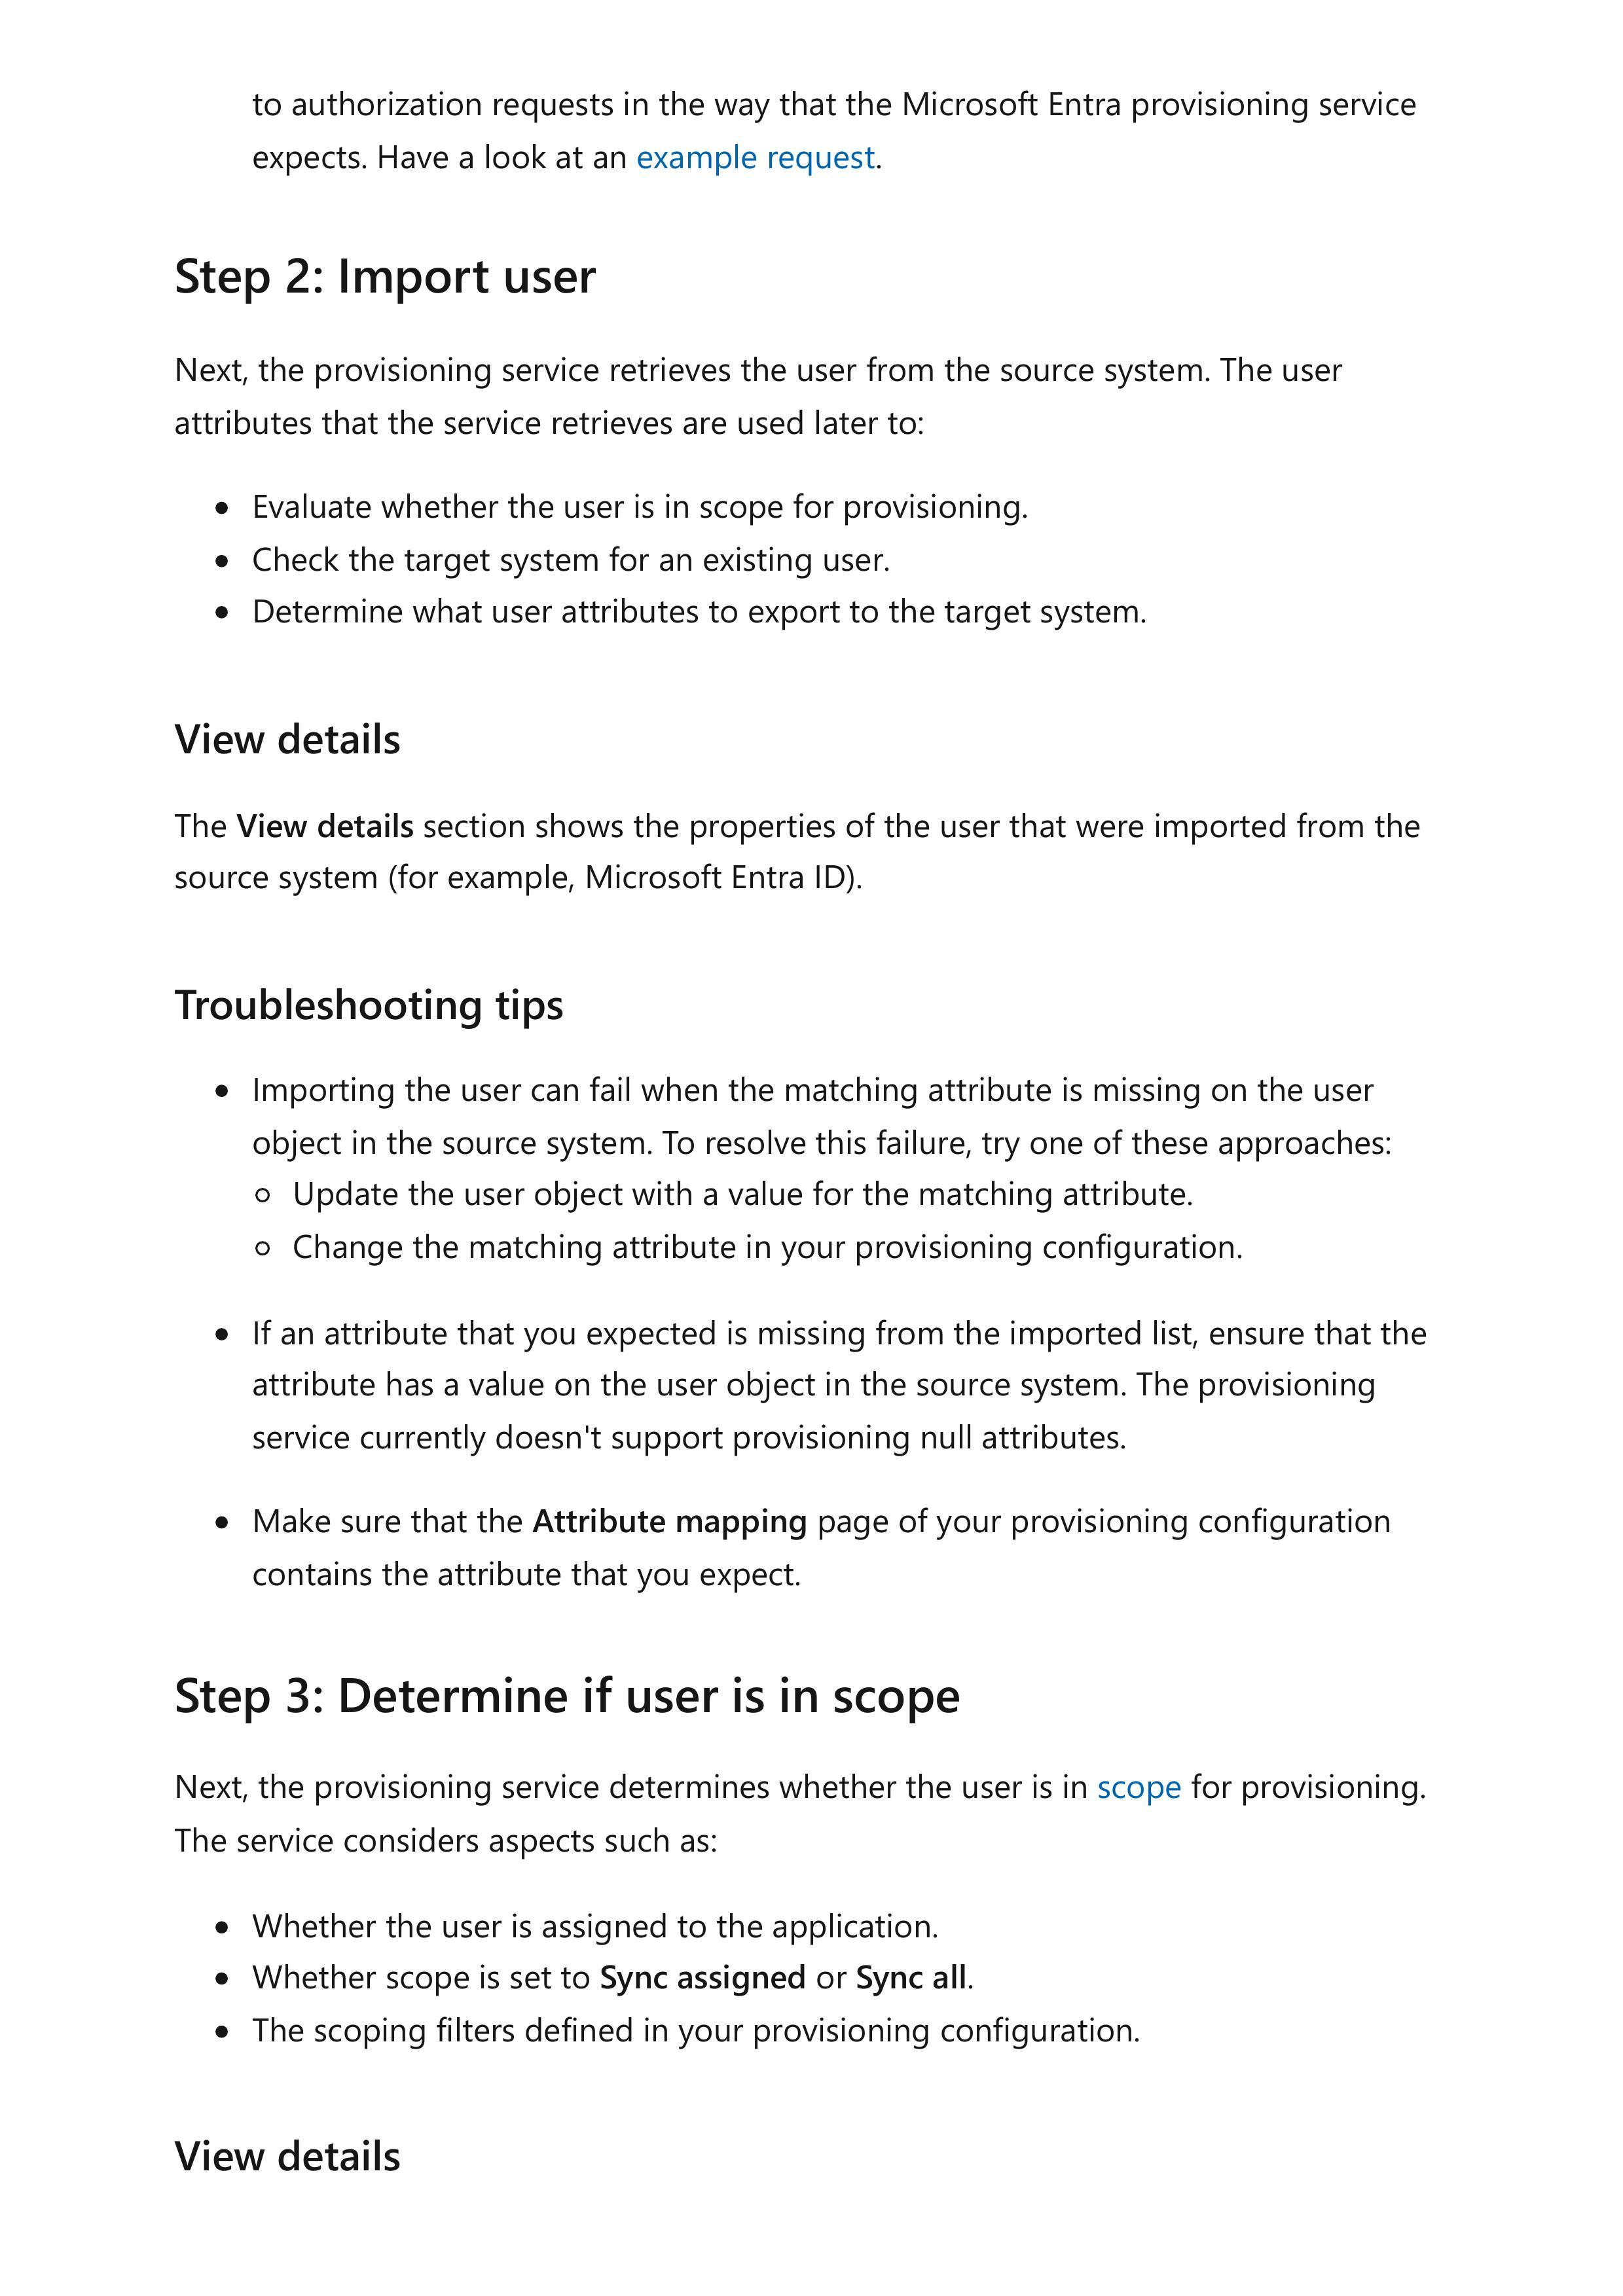 to authorization requests in the way that the Microsoft Entra provisioning service
expects. Have a look at an example request.
Step 2: Import user
Next, the provisioning service retrieves the user from the source system. The user
attributes that the service retrieves are used later to:
• Evaluate whether the user is in scope for provisioning.
• Check the target system for an existing user.
• Determine what user attributes to export to the target system.
View details
The View details section shows the properties of the user that were imported from the
source system (for example, Microsoft Entra ID).
Troubleshooting tips
• Importing the user can fail when the matching attribute is missing on the user
object in the source system. To resolve this failure, try one of these approaches:
○ Update the user object with a value for the matching attribute.
○ Change the matching attribute in your provisioning configuration.
• If an attribute that you expected is missing from the imported list, ensure that the
attribute has a value on the user object in the source system. The provisioning
service currently doesn't support provisioning null attributes.
• Make sure that the Attribute mapping page of your provisioning configuration
contains the attribute that you expect.
Step 3: Determine if user is in scope
Next, the provisioning service determines whether the user is in scope for provisioning.
The service considers aspects such as:
• Whether the user is assigned to the application.
• Whether scope is set to Sync assigned or Sync all.
• The scoping filters defined in your provisioning configuration.
View details